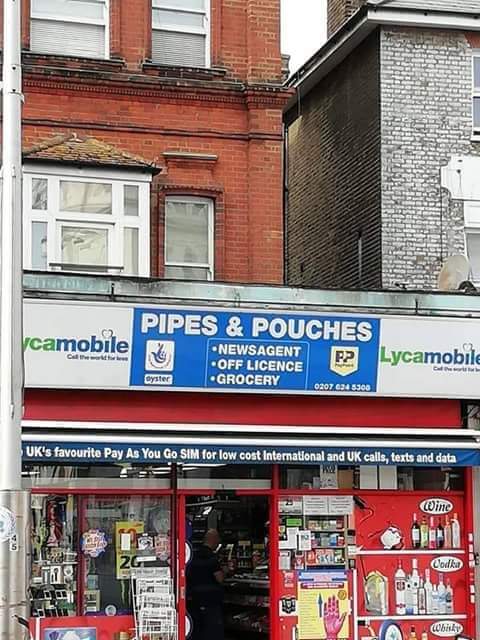 PIPES & POUCHES
ycamobile
Call the world for less
oyster
•NEWSAGENT
•OFF LICENCE
•GROCERY
PayPoint
0207 624 5308
Lycamobile
Call the world for le
UK's favourite Pay As You Go SIM for low cost International and UK calls, texts and data
Wine
Vodka
Whisky